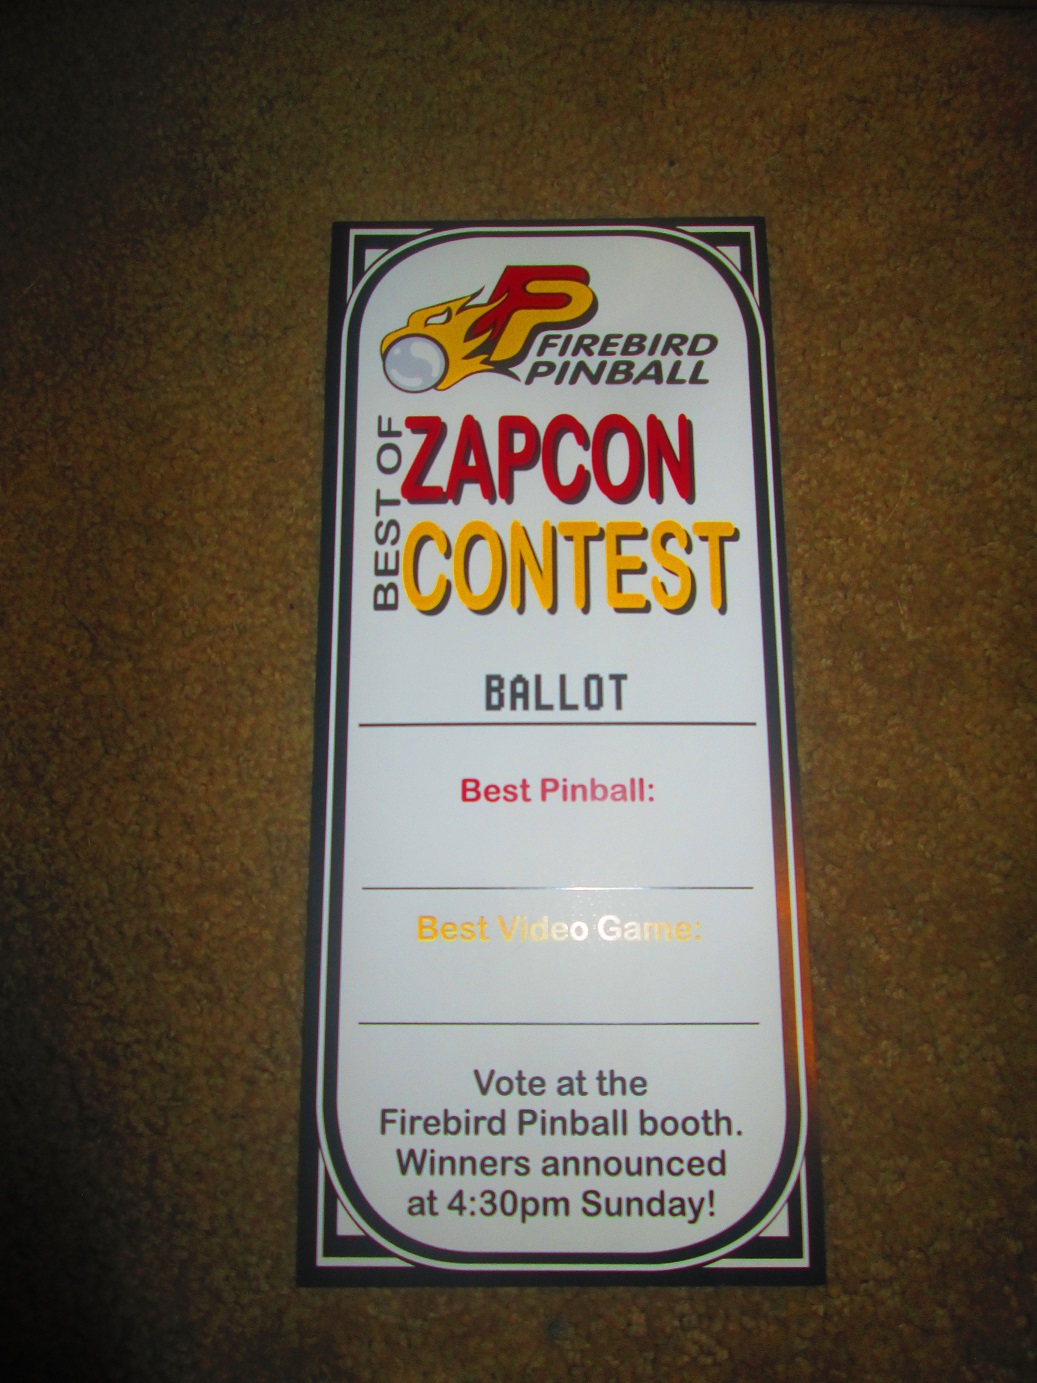 FIREBIRD
PINBALL
BEST OF
ZAPCON
CONTEST
BALLOT
Best Pinball:
Best Video Game:
Vote at the
Firebird Pinball booth.
Winners announced
at 4:30pm Sunday!